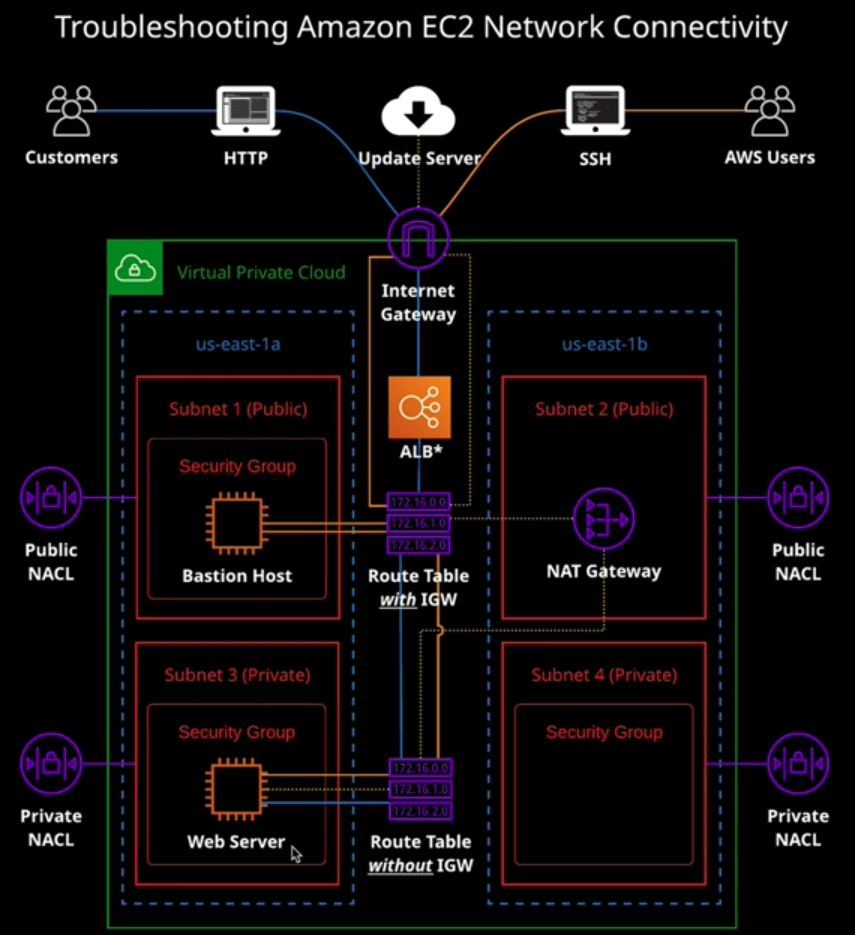 Troubleshooting Amazon EC2 Network Connectivity
Customers
HTTP
Update Server
SSH
AWS Users
Virtual Private Cloud
Internet
Gateway
us-east-1a
us-east-1b
Subnet 1 (Public)
ALB*
Subnet 2 (Public)
Security Group
Bastion Host
172.16.0.0
172.16.1.0
172.16.2.0
Route Table
with IGW
NAT Gateway
Public
NACL
Public
NACL
Subnet 3 (Private)
Subnet 4 (Private)
Security Group
Security Group
Web Server
172.16.0.0
172.16.1.0
172.16.2.0
Route Table
without IGW
Private
NACL
Private
NACL